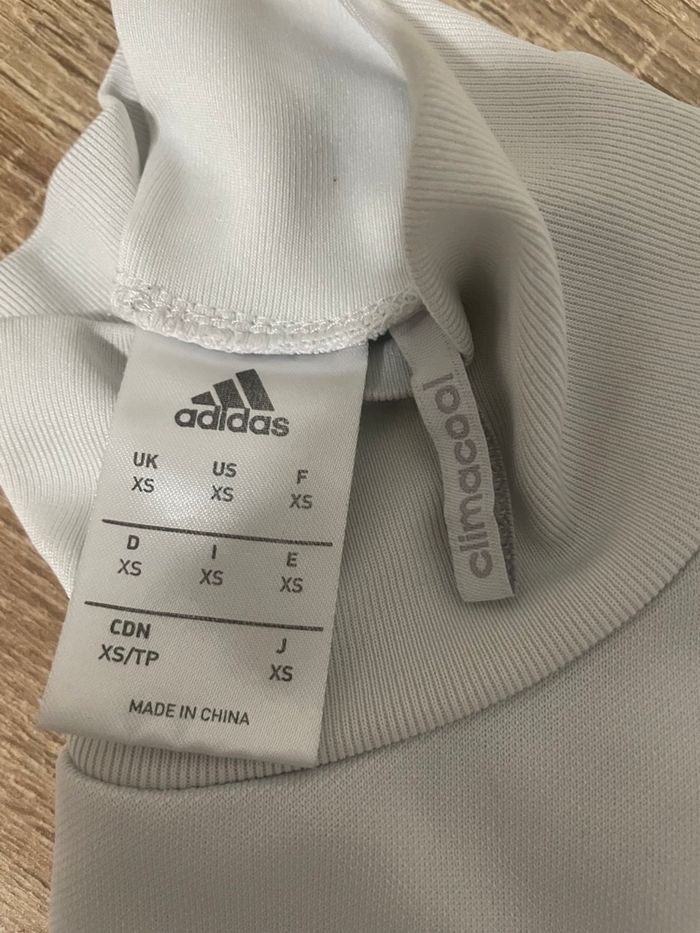 adidas
UK US F
XS XS XS
D I E
XS XS XS
CDN J
XS/TP XS
MADE IN CHINA
climacool